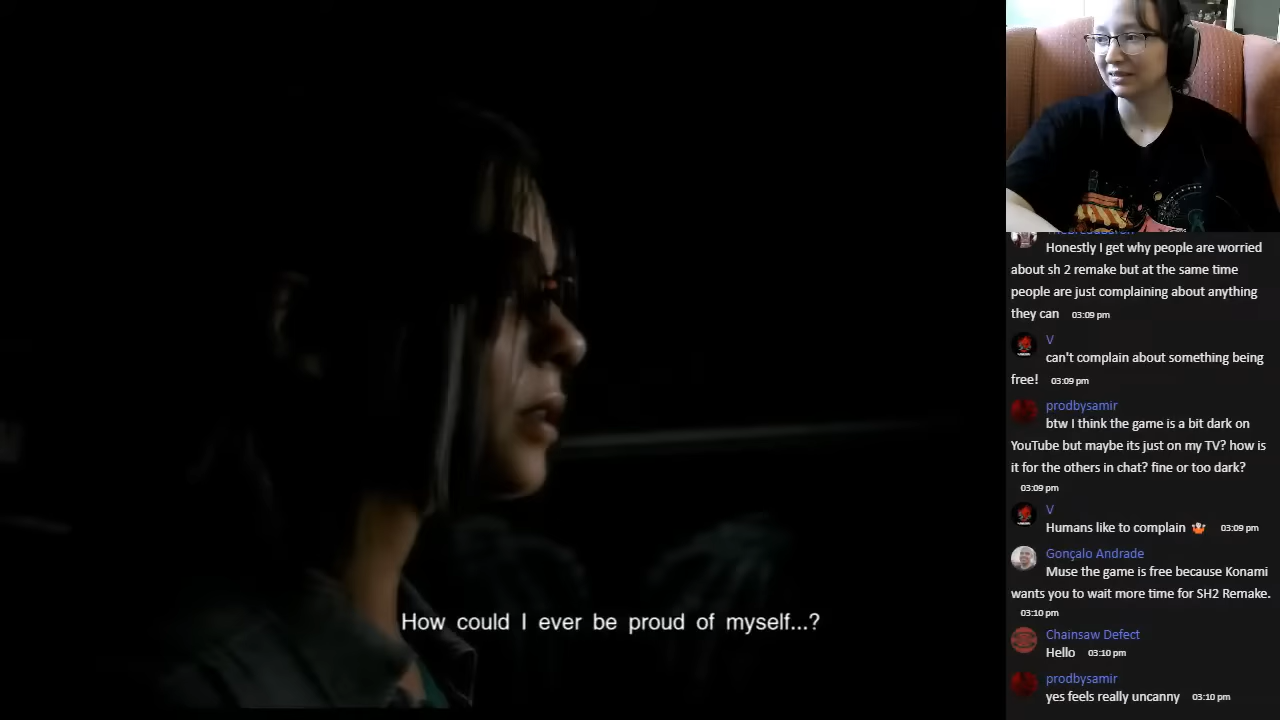 How could I ever be proud of myself...?
Honestly I get why people are worried
about sh 2 remake but at the same time
people are just complaining about anything
they can 03:09 pm
V
can't complain about something being
free! 03:09 pm
prodbysamir
btw I think the game is a bit dark on
YouTube but maybe its just on my TV? how is
it for the others in chat? fine or too dark?
03:09 pm
V
Humans like to complain 🤷 03:09 pm
Gonçalo Andrade
Muse the game is free because Konami
wants you to wait more time for SH2 Remake.
03:10 pm
Chainsaw Defect
Hello 03:10 pm
prodbysamir
yes feels really uncanny 03:10 pm